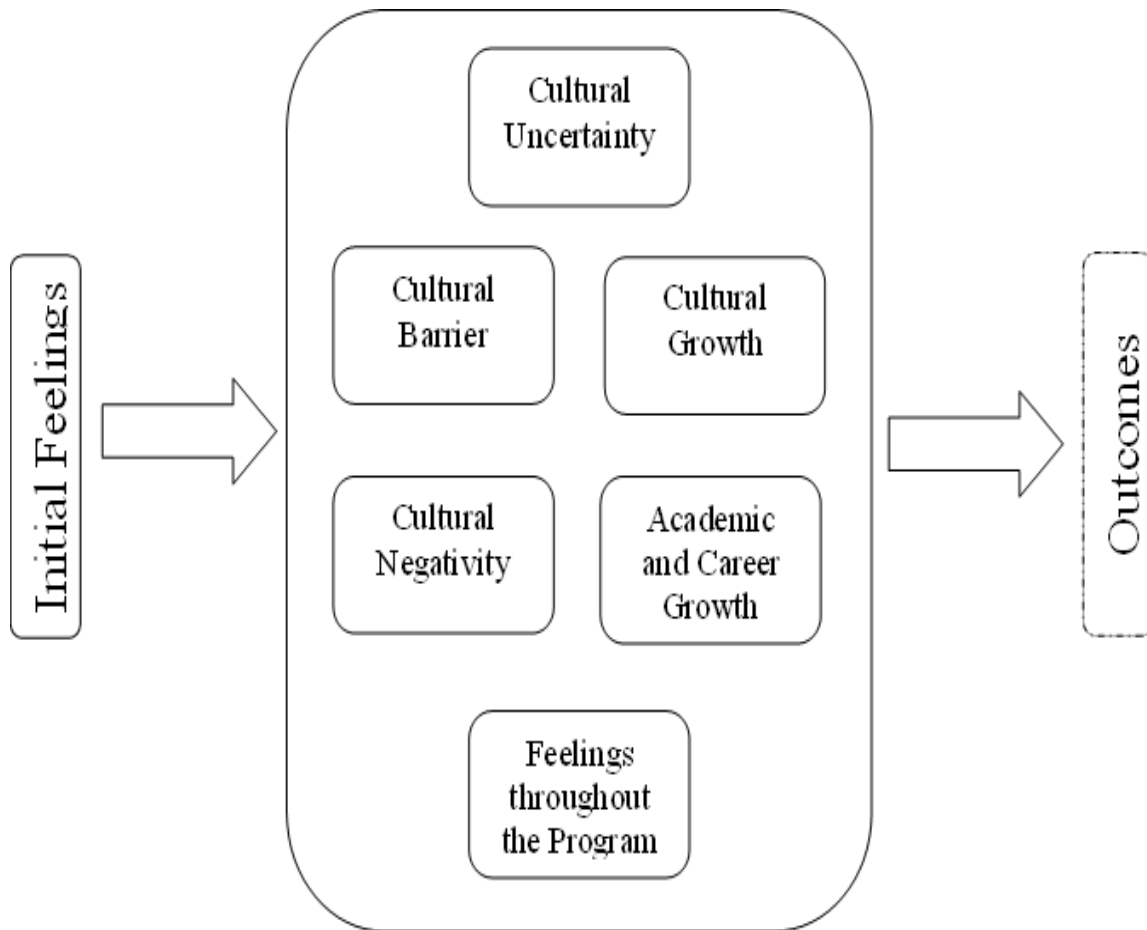 Initial Feelings
Cultural
Uncertainty
Cultural
Barrier
Cultural
Growth
Cultural
Negativity
Academic
and Career
Growth
Feelings
throughout
the Program
Outcomes